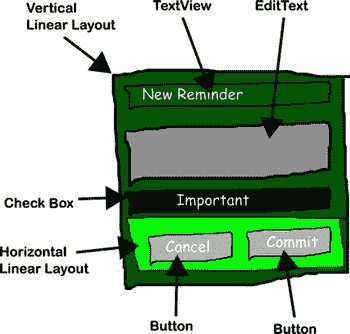 Vertical
Linear Layout
TextView
EditText
New Reminder
Check Box
Important
Horizontal
Linear Layout
Cancel
Commit
Button
Button